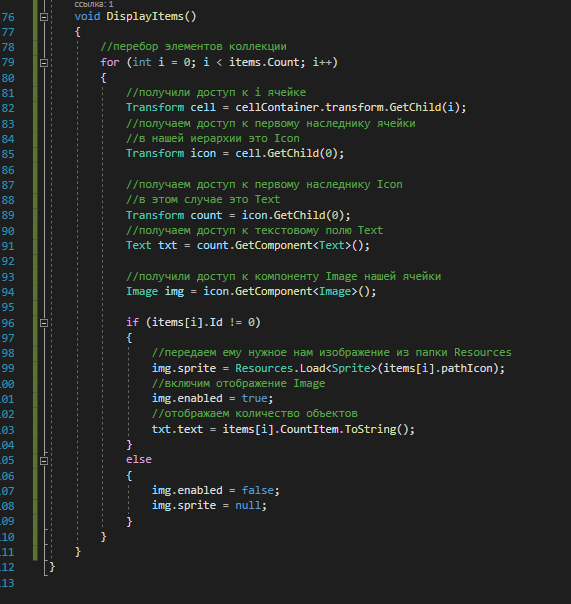 ссылка: 1
76 void DisplayItems()
77 {
78 //перебор элементов коллекции
79 for (int i = 0; i < items.Count; i++)
80 {
81 //получили доступ к i ячейке
82 Transform cell = cellContainer.transform.GetChild(i);
83 //получаем доступ к первому наследнику ячейки
84 //в нашей иерархии это Icon
85 Transform icon = cell.GetChild(0);
86
87 //получаем доступ к первому наследнику Icon
88 //в этом случае это Text
89 Transform count = icon.GetChild(0);
90 //получаем доступ к текстовому полю Text
91 Text txt = count.GetComponent<Text>();
92
93 //получили доступ к компоненту Image нашей ячейки
94 Image img = icon.GetComponent<Image>();
95
96 if (items[i].Id != 0)
97 {
98 //передаем ему нужное нам изображение из папки Resources
99 img.sprite = Resources.Load<Sprite>(items[i].pathIcon);
100 //включим отображение Image
101 img.enabled = true;
102 //отображаем количество объектов
103 txt.text = items[i].CountItem.ToString();
104 }
105 else
106 {
107 img.enabled = false;
108 img.sprite = null;
109 }
110 }
111 }
112 }
113